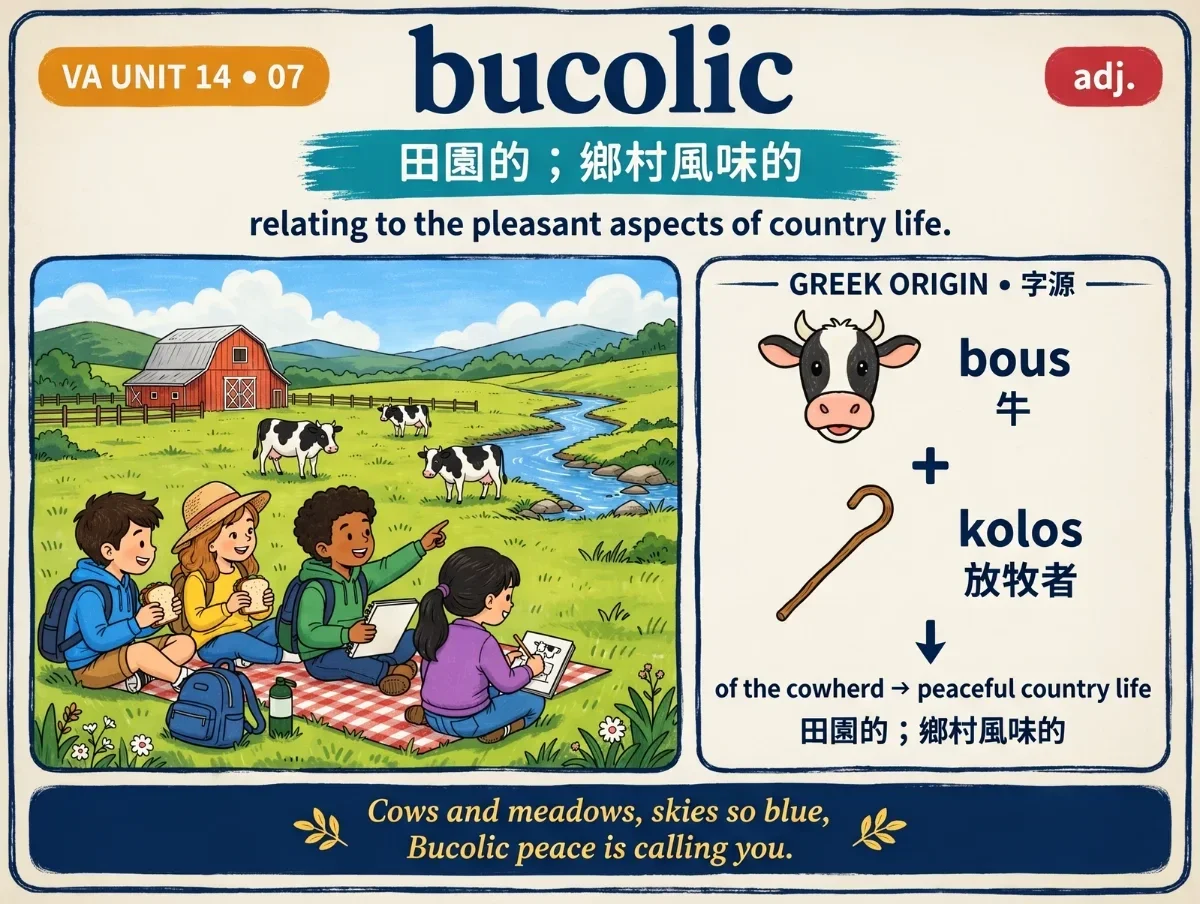 VA UNIT 14 • 07
bucolic
adj.
田園的；鄉村風味的
relating to the pleasant aspects of country life.
GREEK ORIGIN • 字源
bous
牛
+
kolos
放牧者
of the cowherd → peaceful country life
田園的；鄉村風味的
Cows and meadows, skies so blue,
Bucolic peace is calling you.